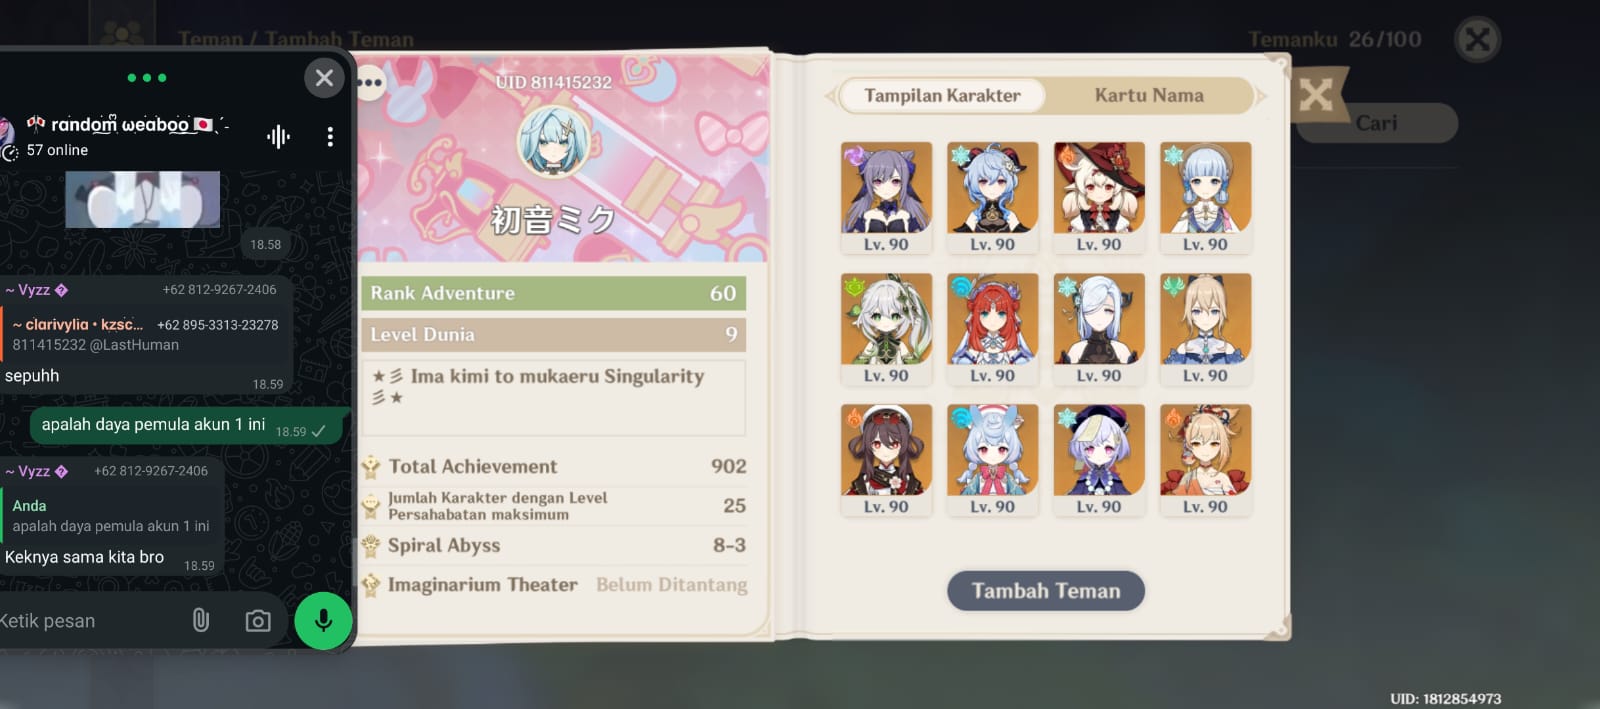 Teman / Tambah Teman
Temanku 26/100
Cari
random weaboo
57 online
18.58
~ Vyzz
+62 812-9267-2406
~ clarivylia • kzsc...
+62 895-3313-23278
811415232 @LastHuman
sepuhh
18.59
apalah daya pemula akun 1 ini
18.59
~ Vyzz
+62 812-9267-2406
Anda
apalah daya pemula akun 1 ini
Keknya sama kita bro
18.59
Ketik pesan
UID 811415232
初音ミク
Rank Adventure 60
Level Dunia 9
★彡 Ima kimi to mukaeru Singularity
彡★
Total Achievement 902
Jumlah Karakter dengan Level
Persahabatan maksimum 25
Spiral Abyss 8-3
Imaginarium Theater Belum Ditantang
Tampilan Karakter
Kartu Nama
Lv. 90 Lv. 90 Lv. 90 Lv. 90
Lv. 90 Lv. 90 Lv. 90 Lv. 90
Lv. 90 Lv. 90 Lv. 90 Lv. 90
Tambah Teman
UID: 1812854973